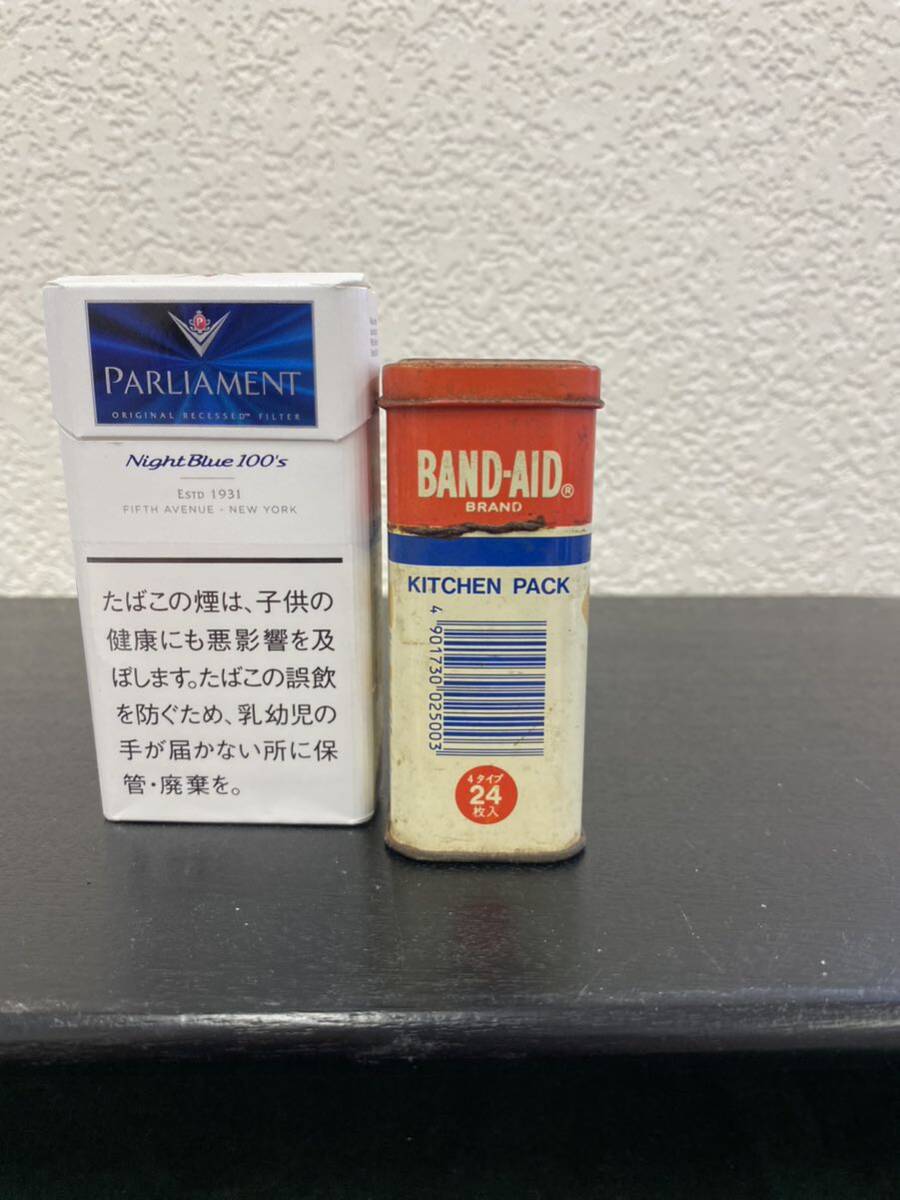 P
PARLIAMENT
ORIGINAL RECESSED™ FILTER
Night Blue 100's
ESTD 1931
FIFTH AVENUE - NEW YORK
たばこの煙は、子供の
健康にも悪影響を及
ぼします。たばこの誤飲
を防ぐため、乳幼児の
手が届かない所に保
管・廃棄を。
BAND-AID®
BRAND
KITCHEN PACK
4 901730 025003
4タイプ
24
枚入